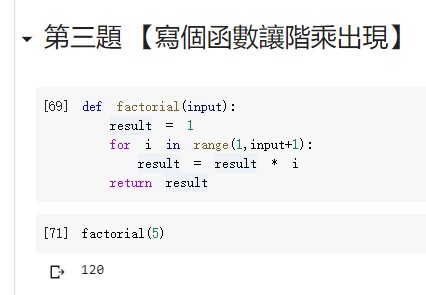 第三題 【寫個函數讓階乘出現】
[69] def factorial(input):
    result = 1
    for i in range(1,input+1):
        result = result * i
    return result
[71] factorial(5)
120